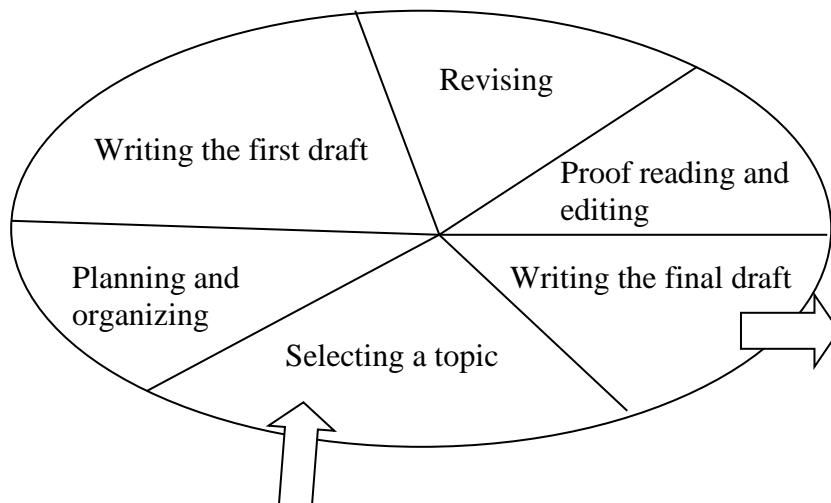 Revising
Writing the first draft
Proof reading and
editing
Planning and
organizing
Writing the final draft
Selecting a topic